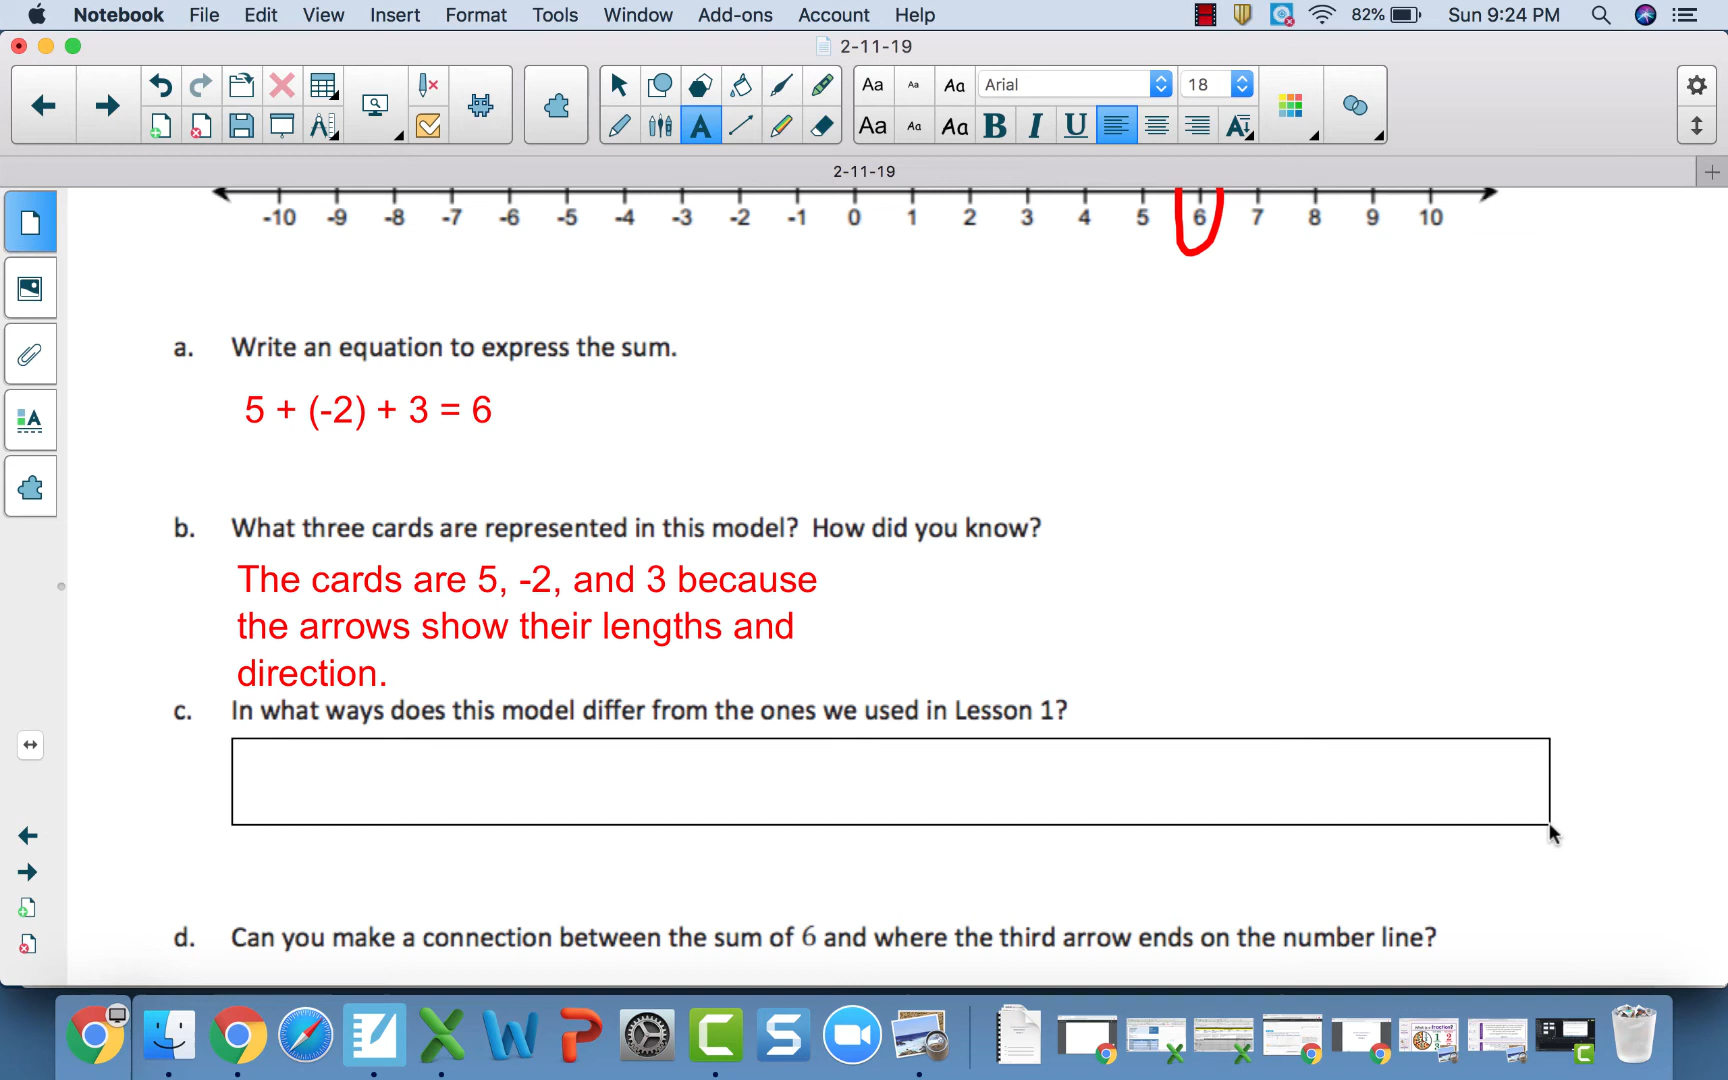 Notebook File Edit View Insert Format Tools Window Add-ons Account Help 82% Sun 9:24 PM
2-11-19
Aa Aa Aa Arial 18
Aa Aa Aa B I U A
2-11-19
-10 -9 -8 -7 -6 -5 -4 -3 -2 -1 0 1 2 3 4 5 6 7 8 9 10
a. Write an equation to express the sum.
5 + (-2) + 3 = 6
b. What three cards are represented in this model? How did you know?
The cards are 5, -2, and 3 because
the arrows show their lengths and
direction.
c. In what ways does this model differ from the ones we used in Lesson 1?
d. Can you make a connection between the sum of 6 and where the third arrow ends on the number line?